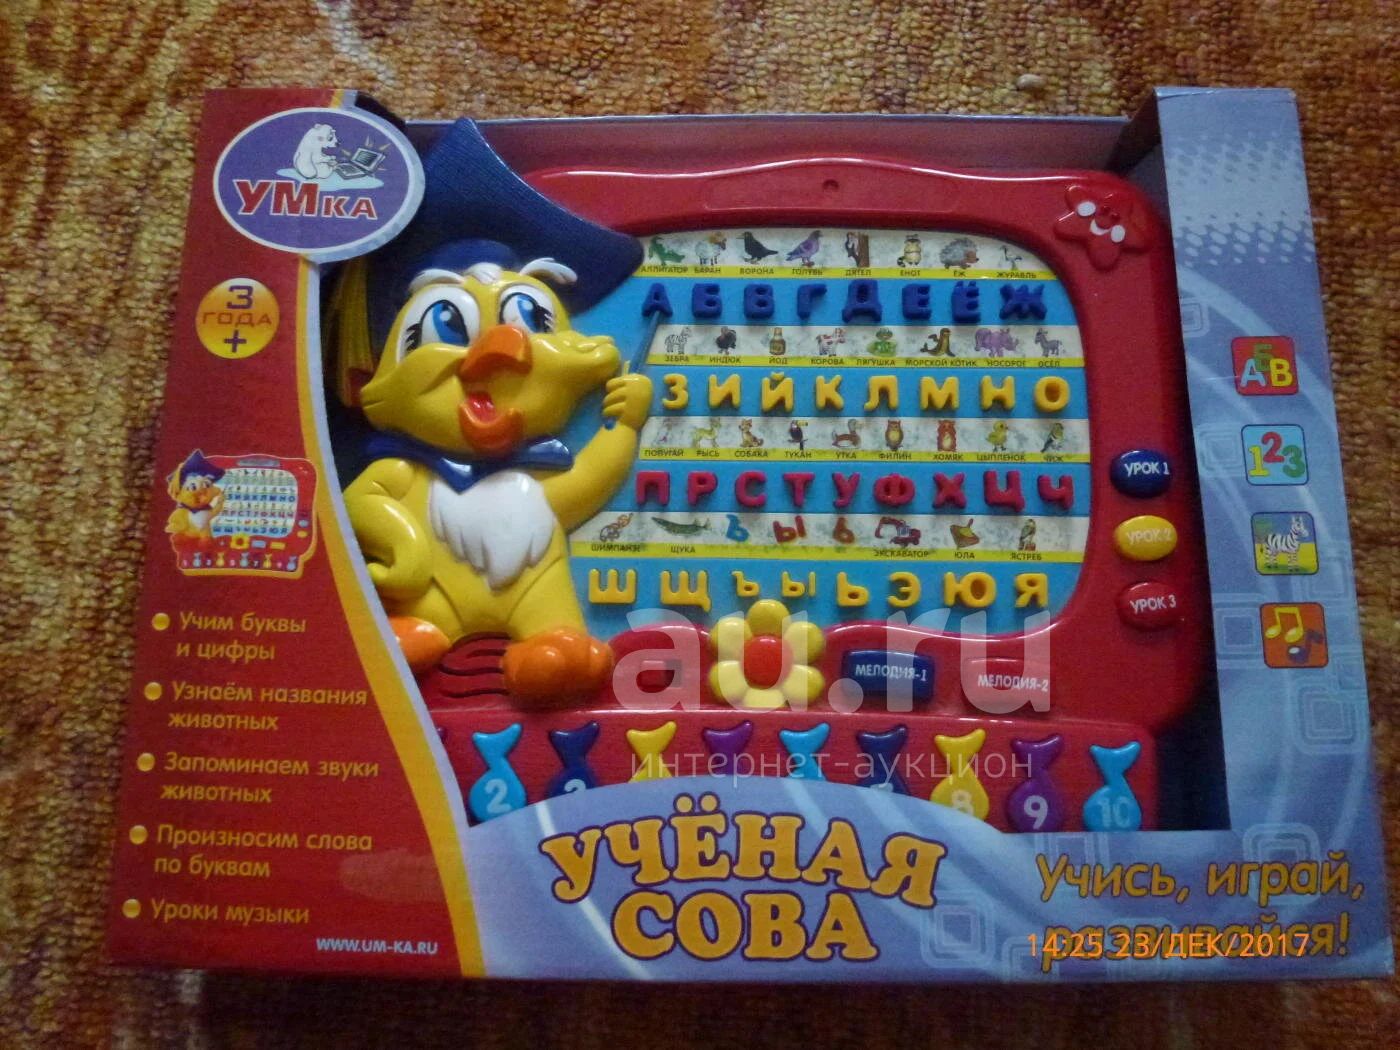 УМКА
3
ГОДА
+
Учим буквы
и цифры
Узнаём названия
животных
Запоминаем звуки
животных
Произносим слова
по буквам
Уроки музыки
WWW.UM-KA.RU
АЛЛИГАТОР БАРАН ВОРОНА ГОЛУБЬ ДЯТЕЛ ЕНОТ ЁЖ ЖУРАВЛЬ
А Б В Г Д Е Ё Ж
ЗЕБРА ИНДЮК ЙОД КОРОВА ЛЯГУШКА МОРСКОЙ КОТИК НОСОРОГ ОСЁЛ
З И Й К Л М Н О
ПОПУГАЙ РЫСЬ СОБАКА ТУКАН УТКА ФИЛИН ХОМЯК ЦЫПЛЕНОК ЧИЖ
П Р С Т У Ф Х Ц Ч
Ъ Ы Ь
ШИМПАНЗЕ ЩУКА ЭКСКАВАТОР ЮЛА ЯСТРЕБ
Ш Щ Ъ Ы Ь Э Ю Я
УРОК 1
УРОК 2
УРОК 3
МЕЛОДИЯ-1
МЕЛОДИЯ-2
2 8 9 10
АБВ
123
au.ru
интернет-аукцион
УЧЁНАЯ
СОВА
Учись, играй,
развивайся!
14:25 23/ДЕК/2017